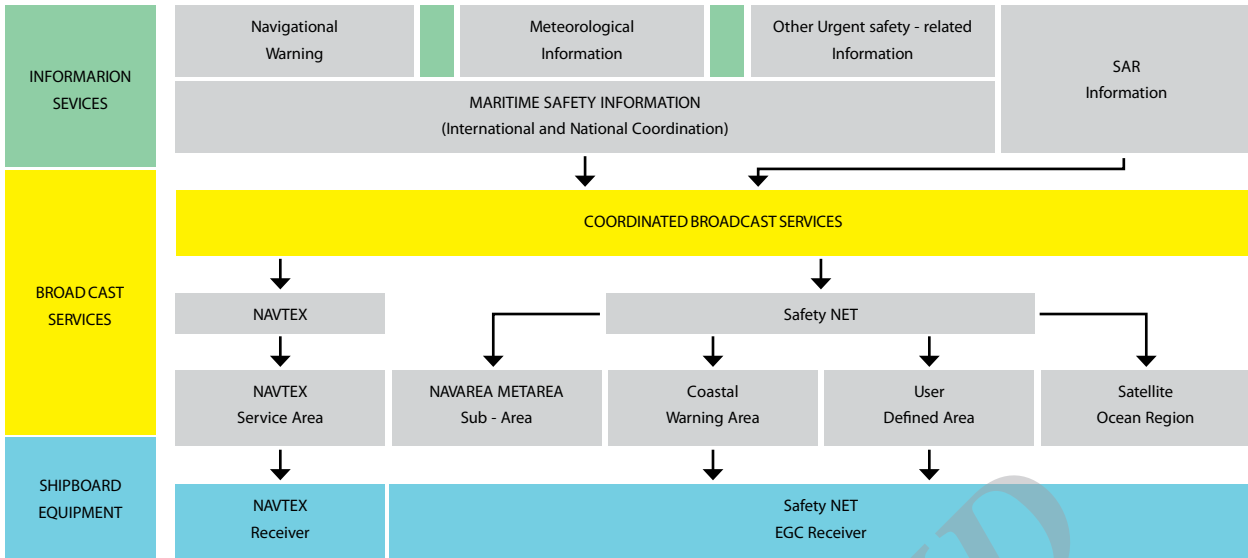 INFORMARION
SEVICES
Navigational
Warning
Meteorological
Information
Other Urgent safety - related
Information
SAR
Information
MARITIME SAFETY INFORMATION
(International and National Coordination)
BROAD CAST
SERVICES
COORDINATED BROADCAST SERVICES
NAVTEX
Safety NET
NAVTEX
Service Area
NAVAREA METAREA
Sub - Area
Coastal
Warning Area
User
Defined Area
Satellite
Ocean Region
SHIPBOARD
EQUIPMENT
NAVTEX
Receiver
Safety NET
EGC Receiver